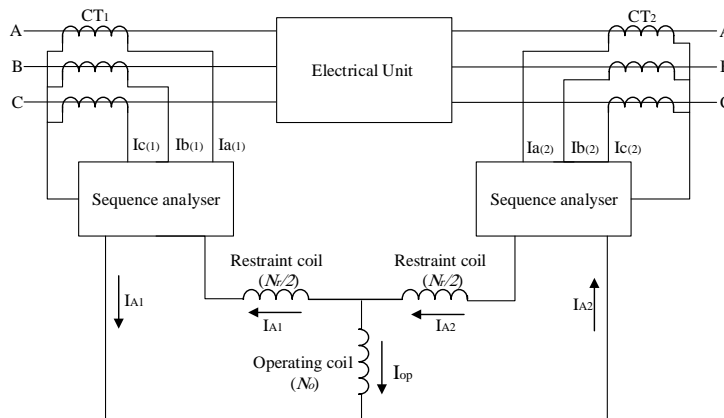 CT1
CT2
A
A
B
Electrical Unit
C
Ic(1)
Ib(1)
Ia(1)
Ia(2)
Ib(2)
Ic(2)
Sequence analyser
Sequence analyser
Restraint coil
(Nr/2)
Restraint coil
(Nr/2)
IA1
IA1
IA2
IA2
Operating coil
(No)
Iop